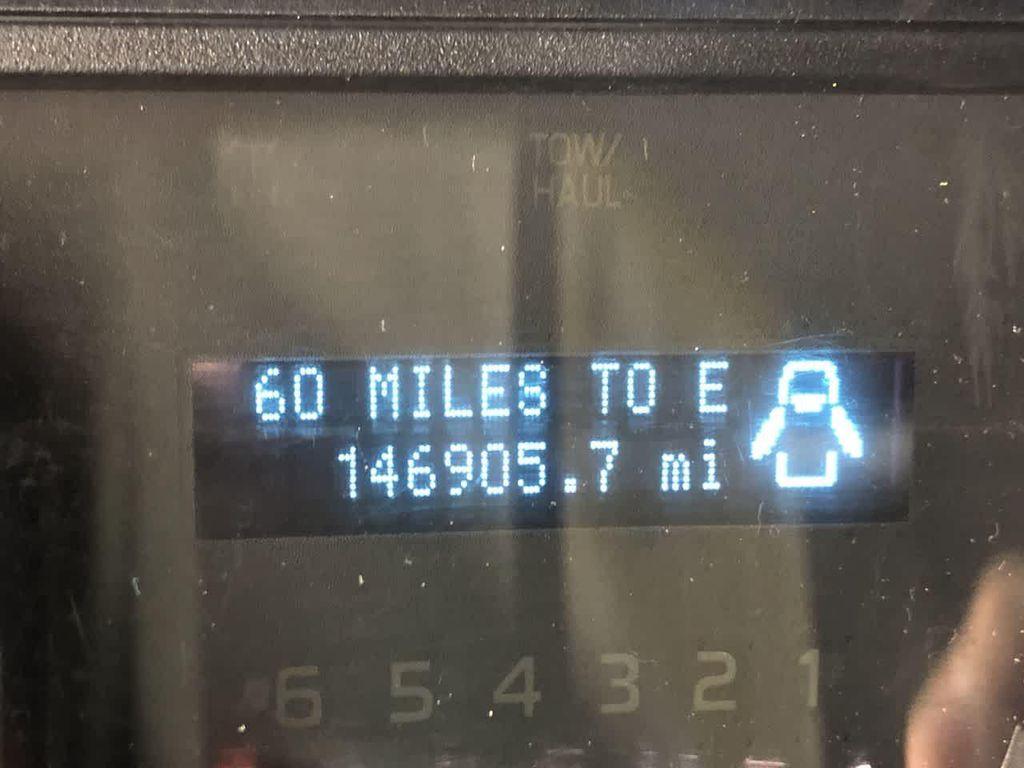 TOW/
HAUL
60 MILES TO E
146905.7 mi
6 5 4 3 2 1